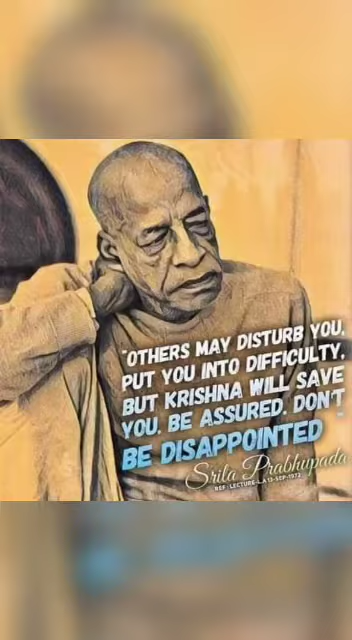 "OTHERS MAY DISTURB YOU,
PUT YOU INTO DIFFICULTY,
BUT KRISHNA WILL SAVE
YOU, BE ASSURED. DON'T
BE DISAPPOINTED"
Srila Prabhupada
REF: LECTURE-L.A 13-SEP-1972